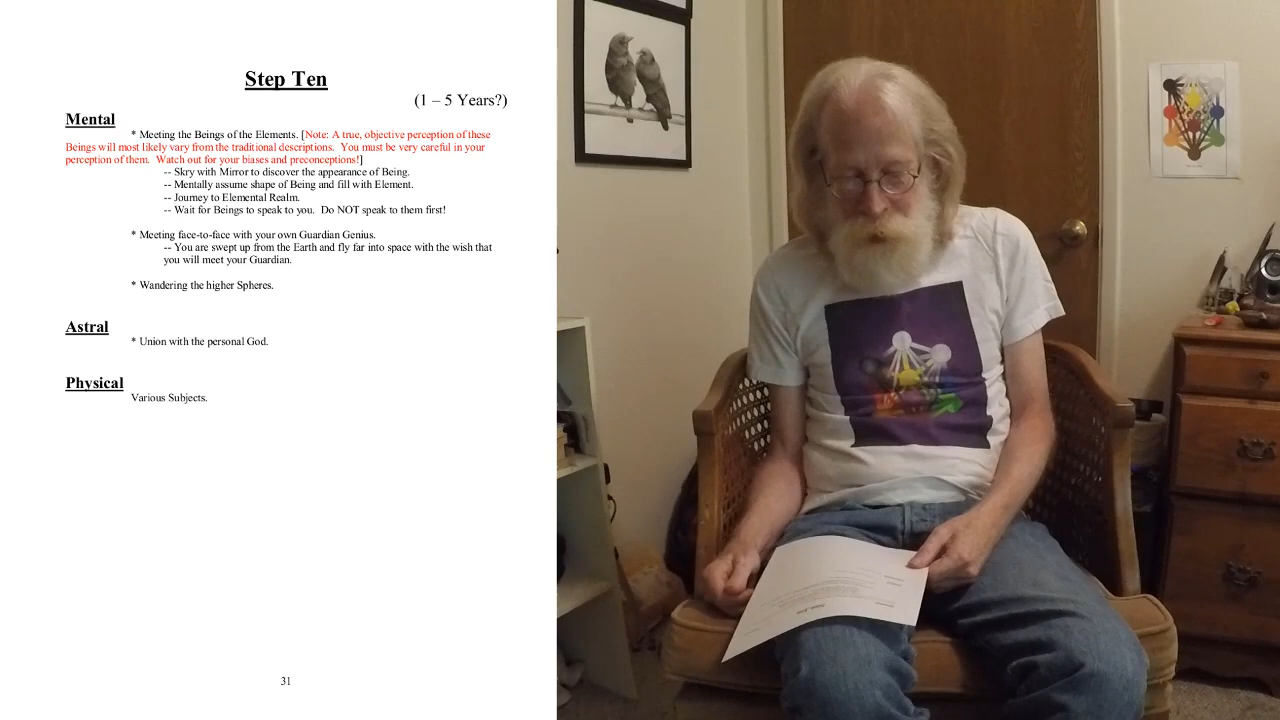 Step Ten
(1 – 5 Years?)
Mental
* Meeting the Beings of the Elements. [Note: A true, objective perception of these
Beings will most likely vary from the traditional descriptions. You must be very careful in your
perception of them. Watch out for your biases and preconceptions!]
-- Skry with Mirror to discover the appearance of Being.
-- Mentally assume shape of Being and fill with Element.
-- Journey to Elemental Realm.
-- Wait for Beings to speak to you. Do NOT speak to them first!
* Meeting face-to-face with your own Guardian Genius.
-- You are swept up from the Earth and fly far into space with the wish that
you will meet your Guardian.
* Wandering the higher Spheres.
Astral
* Union with the personal God.
Physical
Various Subjects.
31